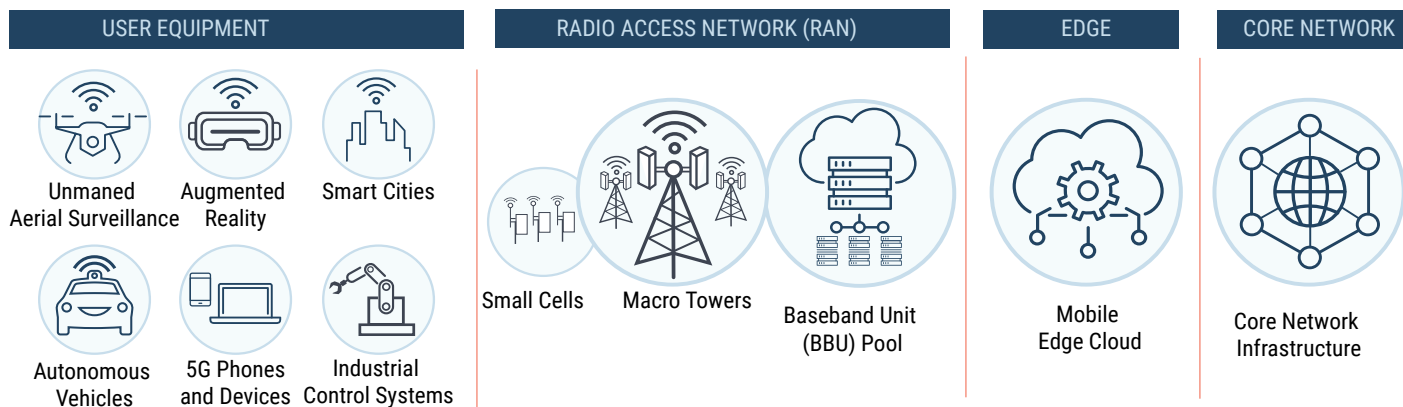 USER EQUIPMENT
RADIO ACCESS NETWORK (RAN)
EDGE
CORE NETWORK
Unmaned
Aerial Surveillance
Augmented
Reality
Smart Cities
Autonomous
Vehicles
5G Phones
and Devices
Industrial
Control Systems
Small Cells
Macro Towers
Baseband Unit
(BBU) Pool
Mobile
Edge Cloud
Core Network
Infrastructure